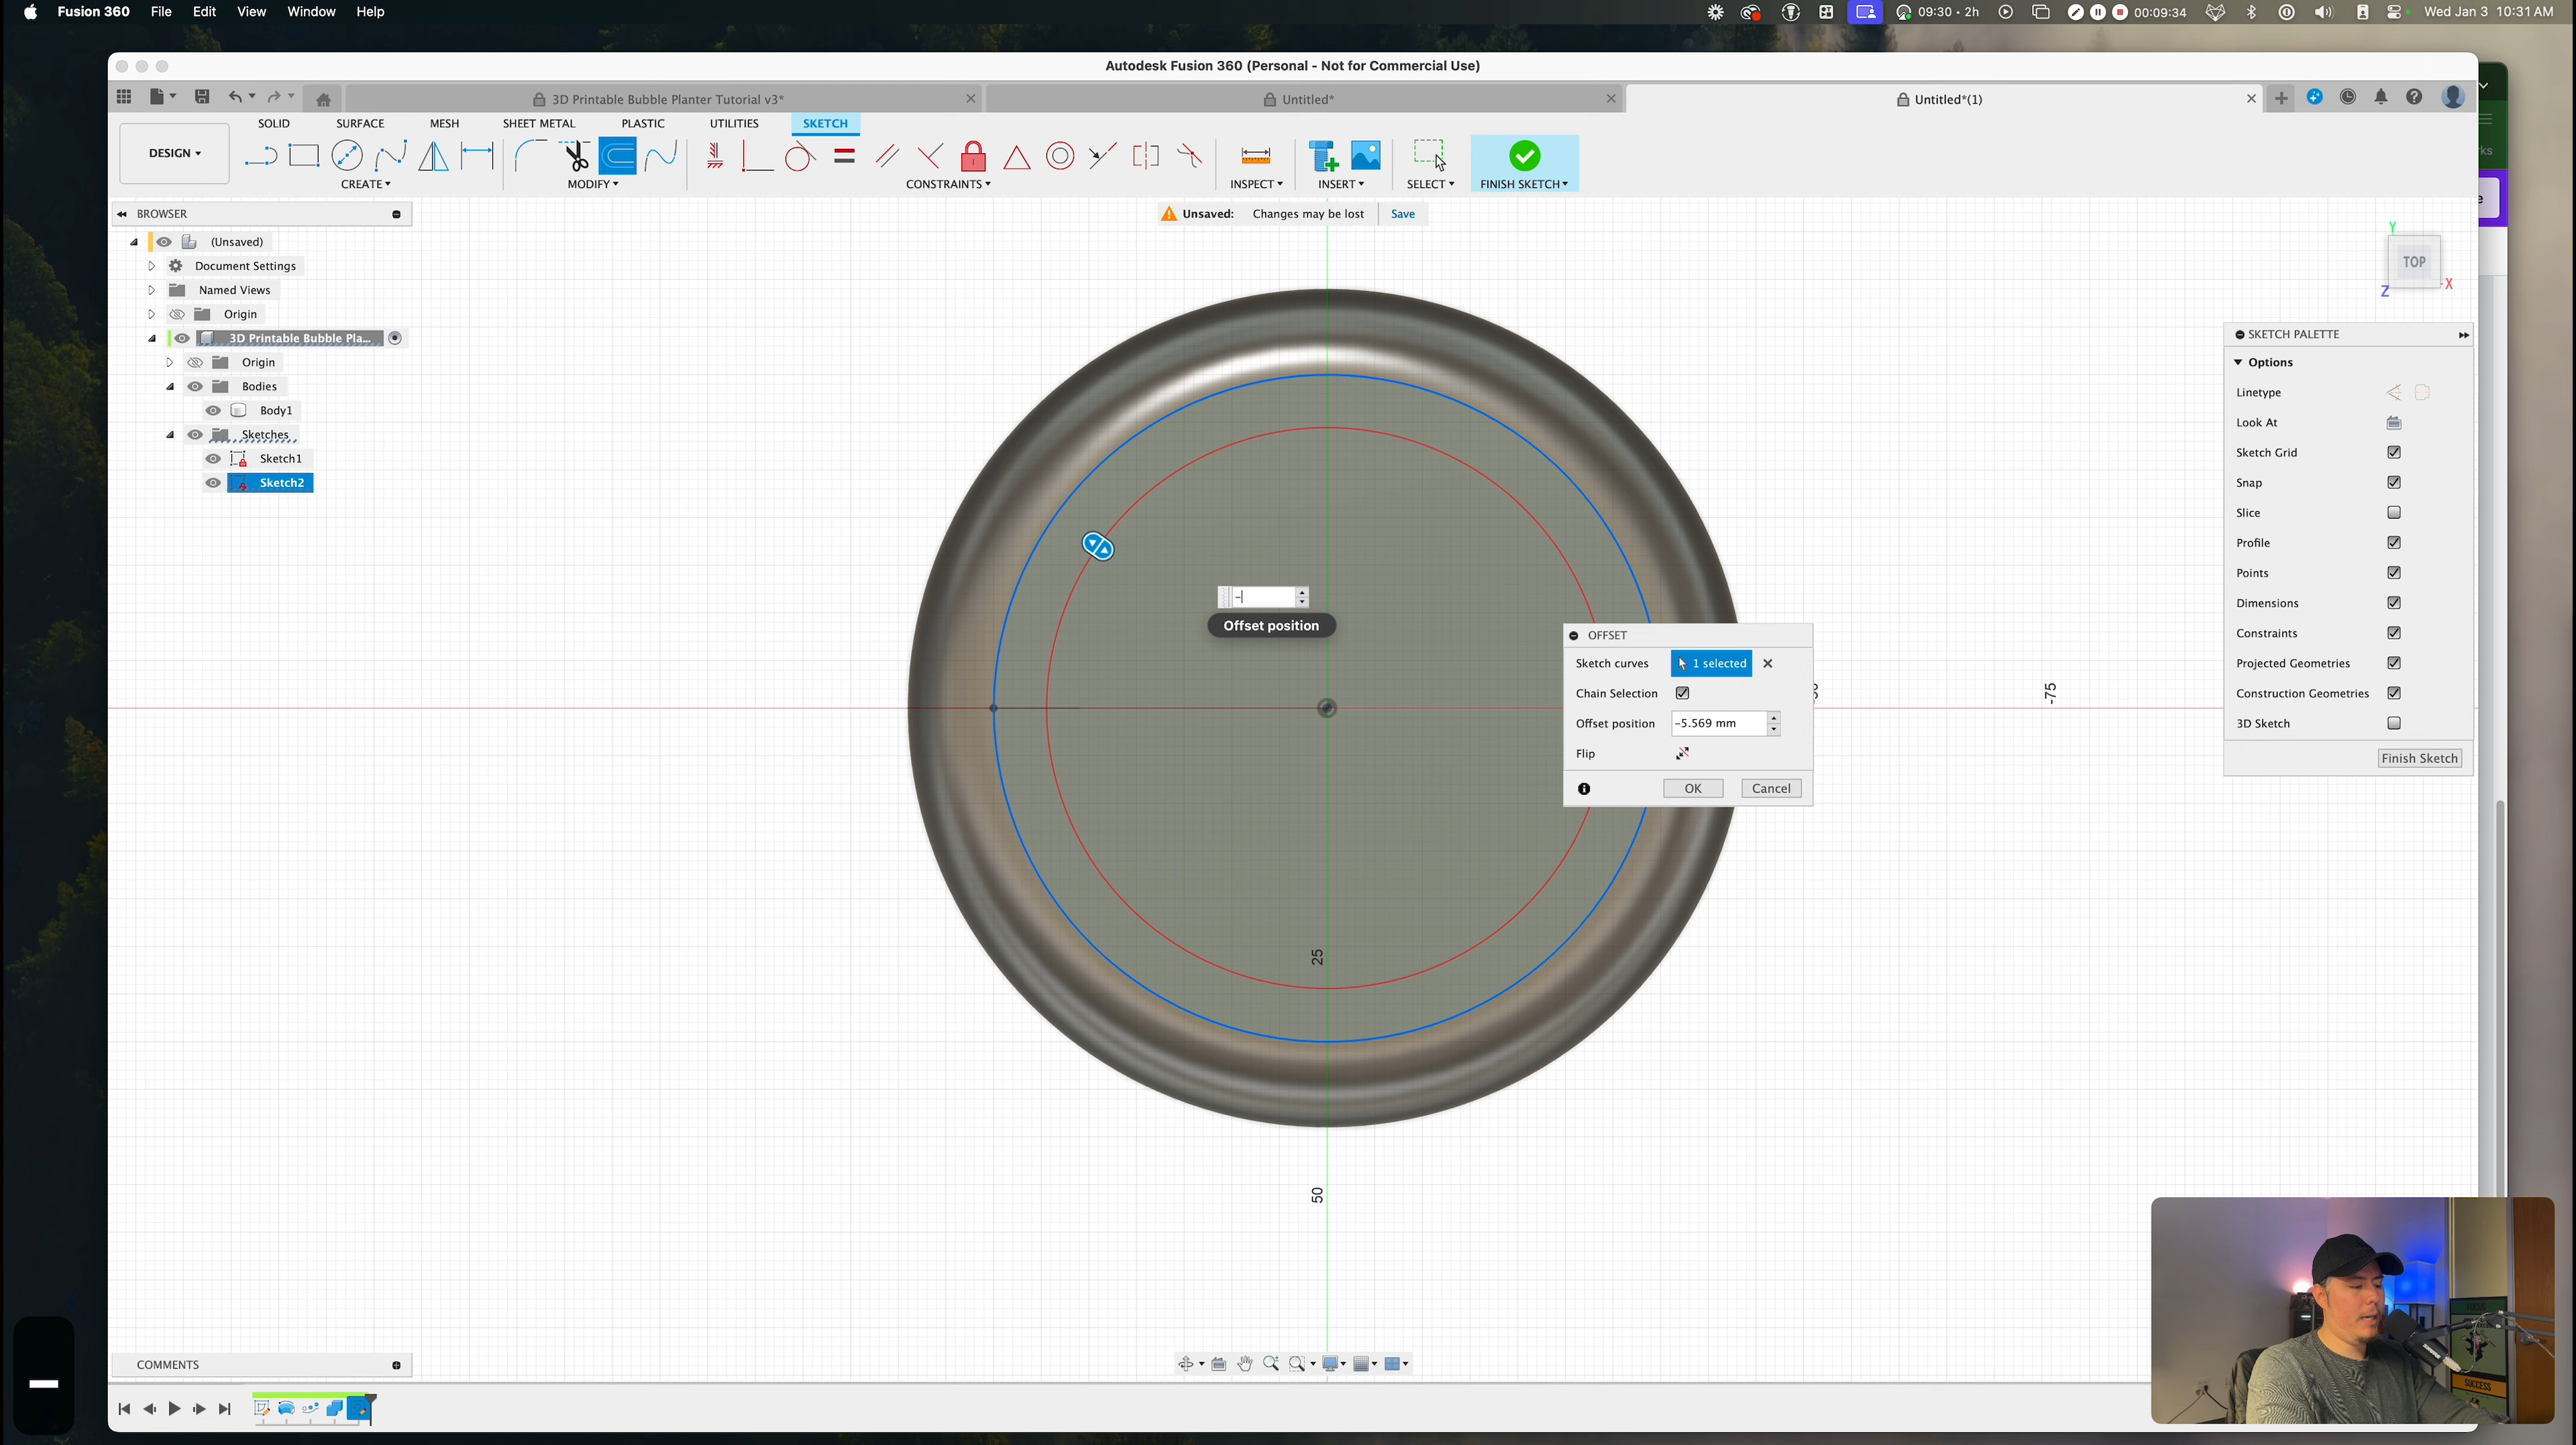 Fusion 360 File Edit View Window Help 09:30 • 2h 00:09:34 Wed Jan 3 10:31 AM
Autodesk Fusion 360 (Personal - Not for Commercial Use)
3D Printable Bubble Planter Tutorial v3* Untitled* Untitled*(1)
SOLID SURFACE MESH SHEET METAL PLASTIC UTILITIES SKETCH
DESIGN
CREATE MODIFY CONSTRAINTS INSPECT INSERT SELECT FINISH SKETCH
BROWSER
Unsaved: Changes may be lost Save
(Unsaved)
Document Settings
Named Views
Origin
3D Printable Bubble Pla...
Origin
Bodies
Body1
Sketches
Sketch1
Sketch2
Y
TOP
X
Z
SKETCH PALETTE
Options
Linetype
Look At
Sketch Grid
Snap
Slice
Profile
Points
Dimensions
Constraints
Projected Geometries
Construction Geometries
3D Sketch
Finish Sketch
-
Offset position
OFFSET
Sketch curves 1 selected
Chain Selection
Offset position -5.569 mm
Flip
OK Cancel
-75
25
50
COMMENTS
-
FOCUS
SUCCESS